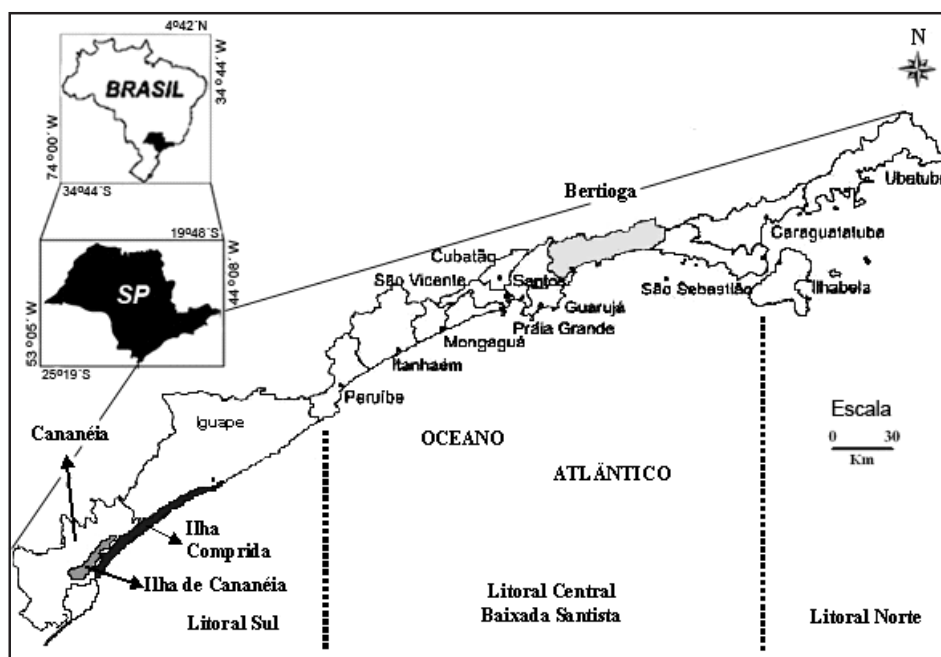 4º42´N
BRASIL
74º00´ W
34º44´ W
34º44´S
19º48´S
SP
53º05´ W
44º08´ W
25º19´S
N
Bertioga
Ubatuba
Caraguatatuba
Cubatão
São Vicente
Santos
São Sebastião
Ilhabela
Guarujá
Práia Grande
Mongaguá
Itanhaém
Peruíbe
Iguape
Cananéia
OCEANO
ATLÂNTICO
Escala
0 30
Km
Ilha
Comprida
Ilha de Cananéia
Litoral Sul
Litoral Central
Baixada Santista
Litoral Norte